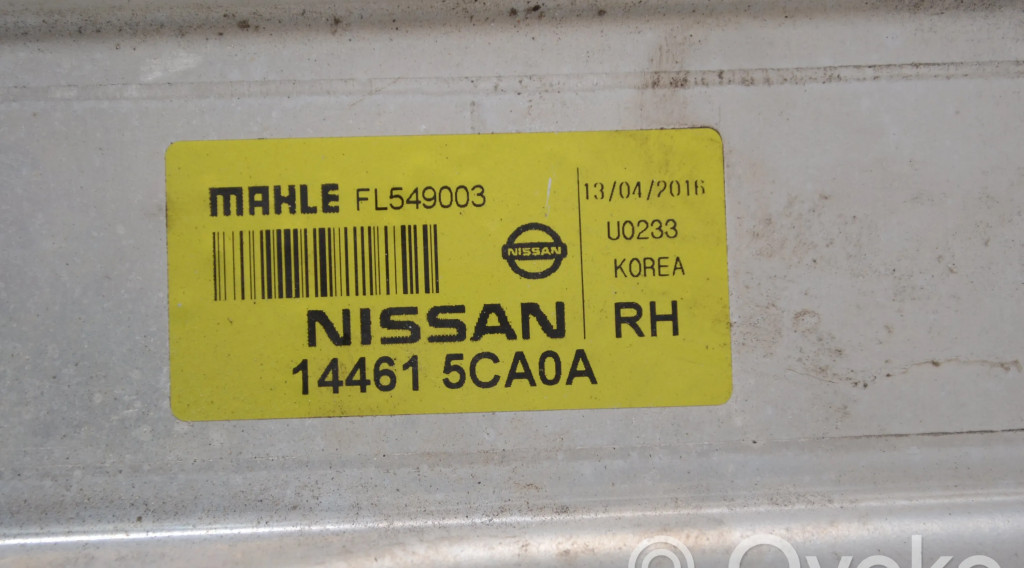 MAHLE FL549003
13/04/2016
U0233
KOREA
NISSAN
NISSAN RH
14461 5CA0A